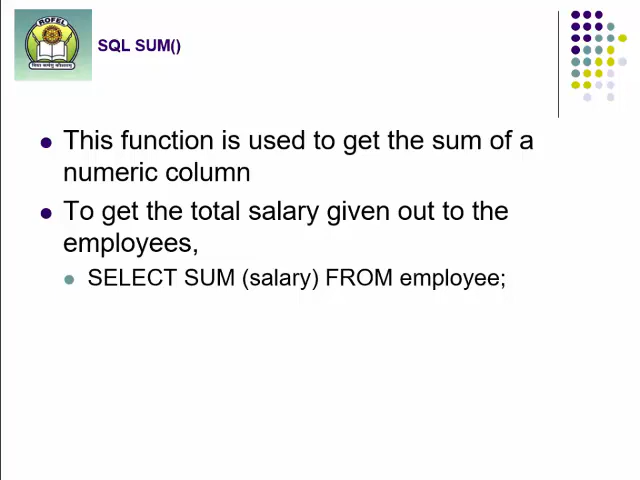 ROFEL
SQL SUM()
This function is used to get the sum of a
numeric column
To get the total salary given out to the
employees,
SELECT SUM (salary) FROM employee;